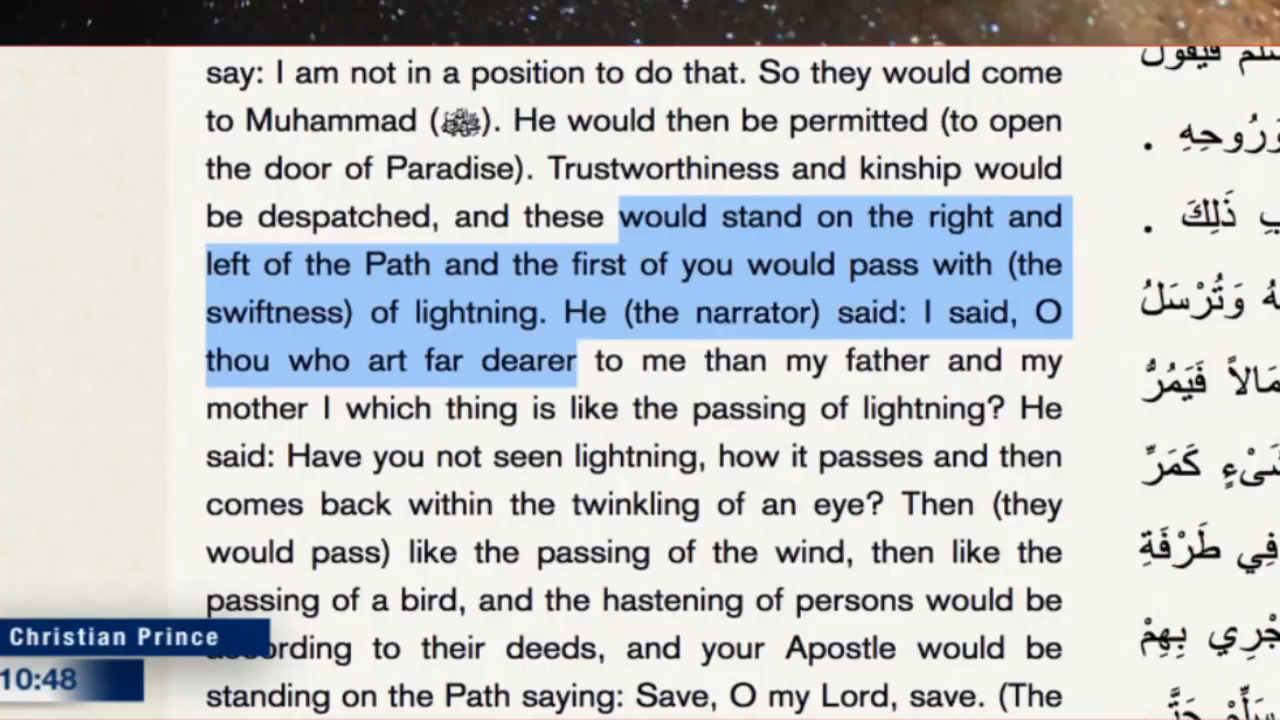 say: I am not in a position to do that. So they would come
to Muhammad (ﷺ). He would then be permitted (to open
the door of Paradise). Trustworthiness and kinship would
be despatched, and these would stand on the right and
left of the Path and the first of you would pass with (the
swiftness) of lightning. He (the narrator) said: I said, O
thou who art far dearer to me than my father and my
mother I which thing is like the passing of lightning? He
said: Have you not seen lightning, how it passes and then
comes back within the twinkling of an eye? Then (they
would pass) like the passing of the wind, then like the
passing of a bird, and the hastening of persons would be
according to their deeds, and your Apostle would be
standing on the Path saying: Save, O my Lord, save. (The
فَيَقُولُ
وَرُوحِهِ .
ذَلِكَ .
وَتُرْسَلُ
فَيَمُرُّ
كَمَرِّ
فِي طَرْفَةِ
بِهِمْ
حَتَّى
Christian Prince
10:48